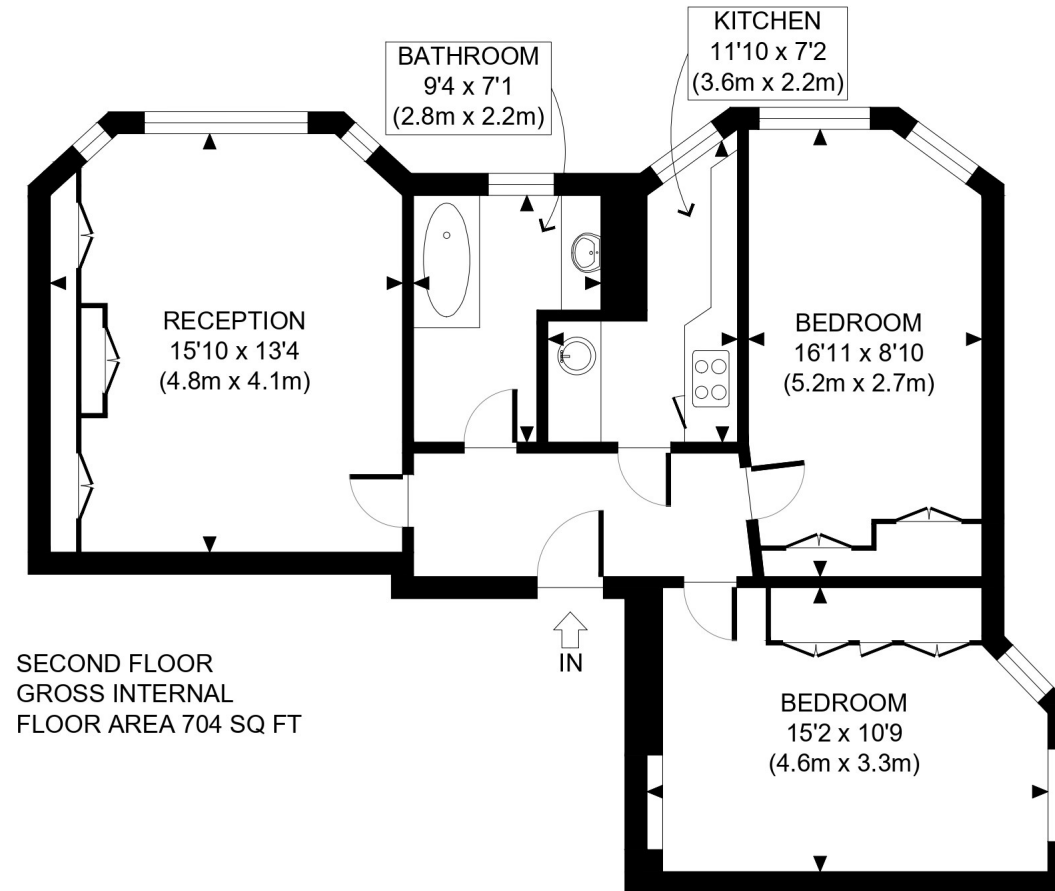 KITCHEN
11'10 x 7'2
(3.6m x 2.2m)
BATHROOM
9'4 x 7'1
(2.8m x 2.2m)
RECEPTION
15'10 x 13'4
(4.8m x 4.1m)
BEDROOM
16'11 x 8'10
(5.2m x 2.7m)
IN
SECOND FLOOR
GROSS INTERNAL
FLOOR AREA 704 SQ FT
BEDROOM
15'2 x 10'9
(4.6m x 3.3m)